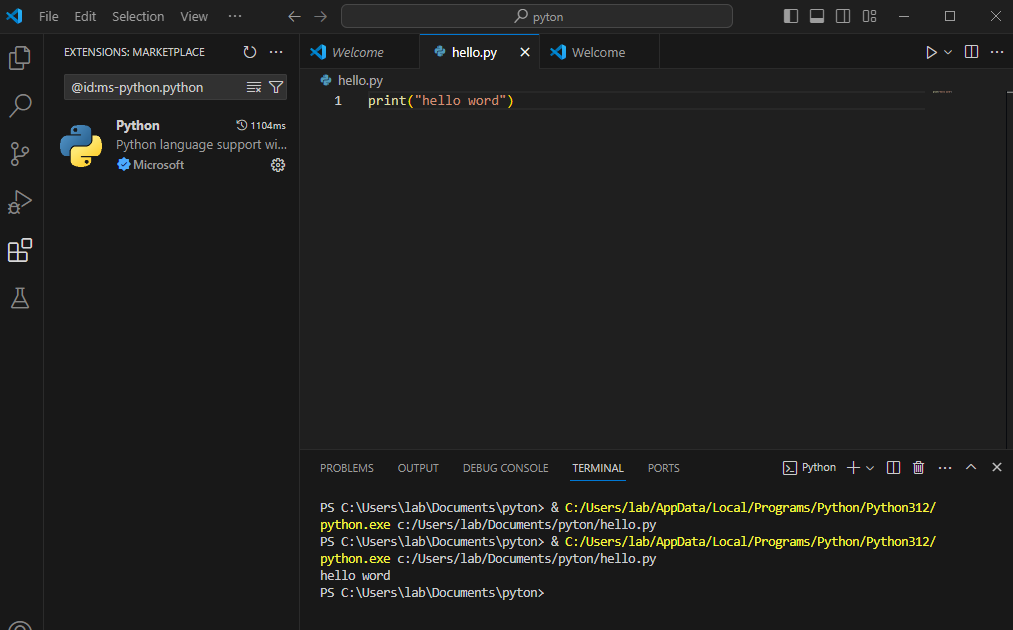 File Edit Selection View ··· pyton
EXTENSIONS: MARKETPLACE ···
@id:ms-python.python
Python 1104ms
Python language support wi...
Microsoft
Welcome hello.py Welcome ···
hello.py
1 print("hello word")
PROBLEMS OUTPUT DEBUG CONSOLE TERMINAL PORTS Python ···
PS C:\Users\lab\Documents\pyton> & C:/Users/lab/AppData/Local/Programs/Python/Python312/
python.exe c:/Users/lab/Documents/pyton/hello.py
PS C:\Users\lab\Documents\pyton> & C:/Users/lab/AppData/Local/Programs/Python/Python312/
python.exe c:/Users/lab/Documents/pyton/hello.py
hello word
PS C:\Users\lab\Documents\pyton>